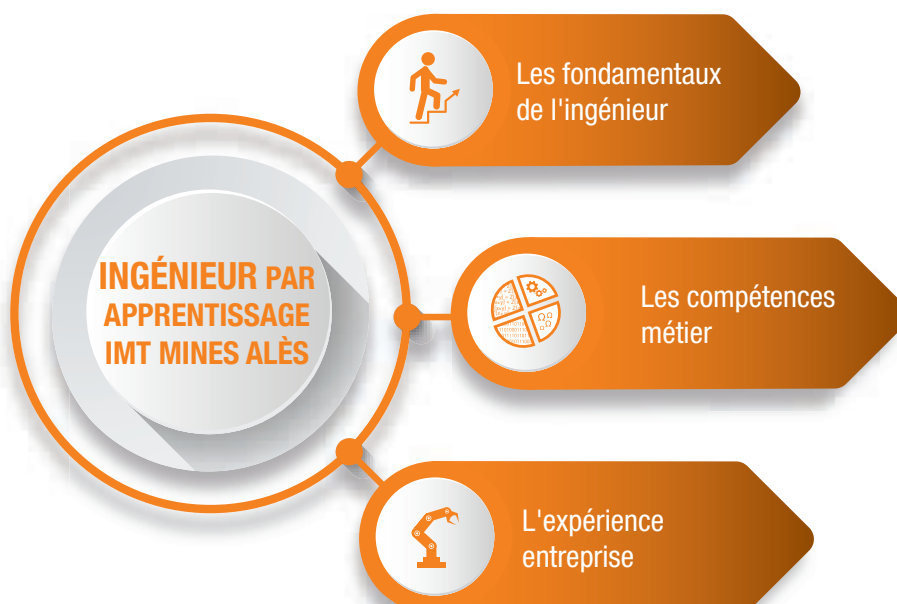 INGÉNIEUR PAR
APPRENTISSAGE
IMT MINES ALÈS
Les fondamentaux
de l'ingénieur
Les compétences
métier
L'expérience
entreprise